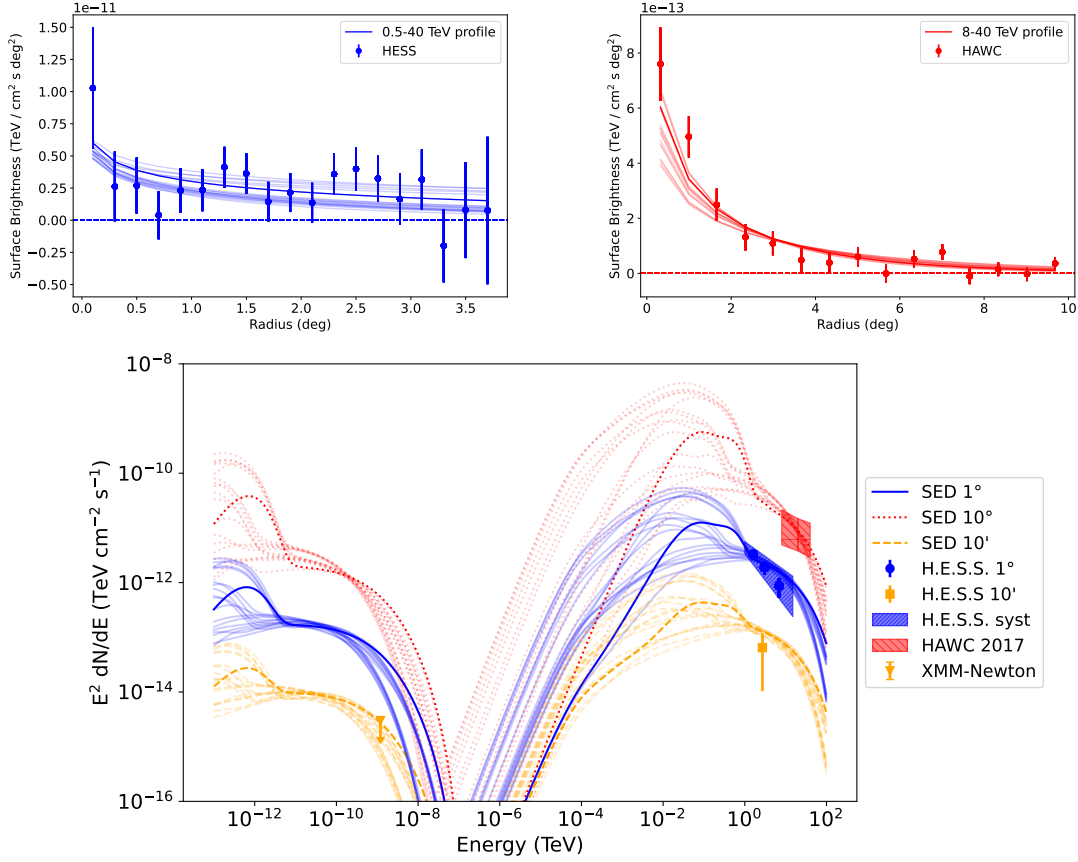 1e−11
Surface Brightness (TeV / cm² s deg²)
1.50
1.25
1.00
0.75
0.50
0.25
0.00
−0.25
−0.50
0.5-40 TeV profile
HESS
0.0 0.5 1.0 1.5 2.0 2.5 3.0 3.5
Radius (deg)
1e−13
Surface Brightness (TeV / cm² s deg²)
8
6
4
2
0
8-40 TeV profile
HAWC
0 2 4 6 8 10
Radius (deg)
E² dN/dE (TeV cm⁻² s⁻¹)
10⁻⁸
10⁻¹⁰
10⁻¹²
10⁻¹⁴
10⁻¹⁶
10⁻¹² 10⁻¹⁰ 10⁻⁸ 10⁻⁶ 10⁻⁴ 10⁻² 10⁰ 10²
Energy (TeV)
SED 1°
SED 10°
SED 10'
H.E.S.S. 1°
H.E.S.S 10'
H.E.S.S. syst
HAWC 2017
XMM-Newton